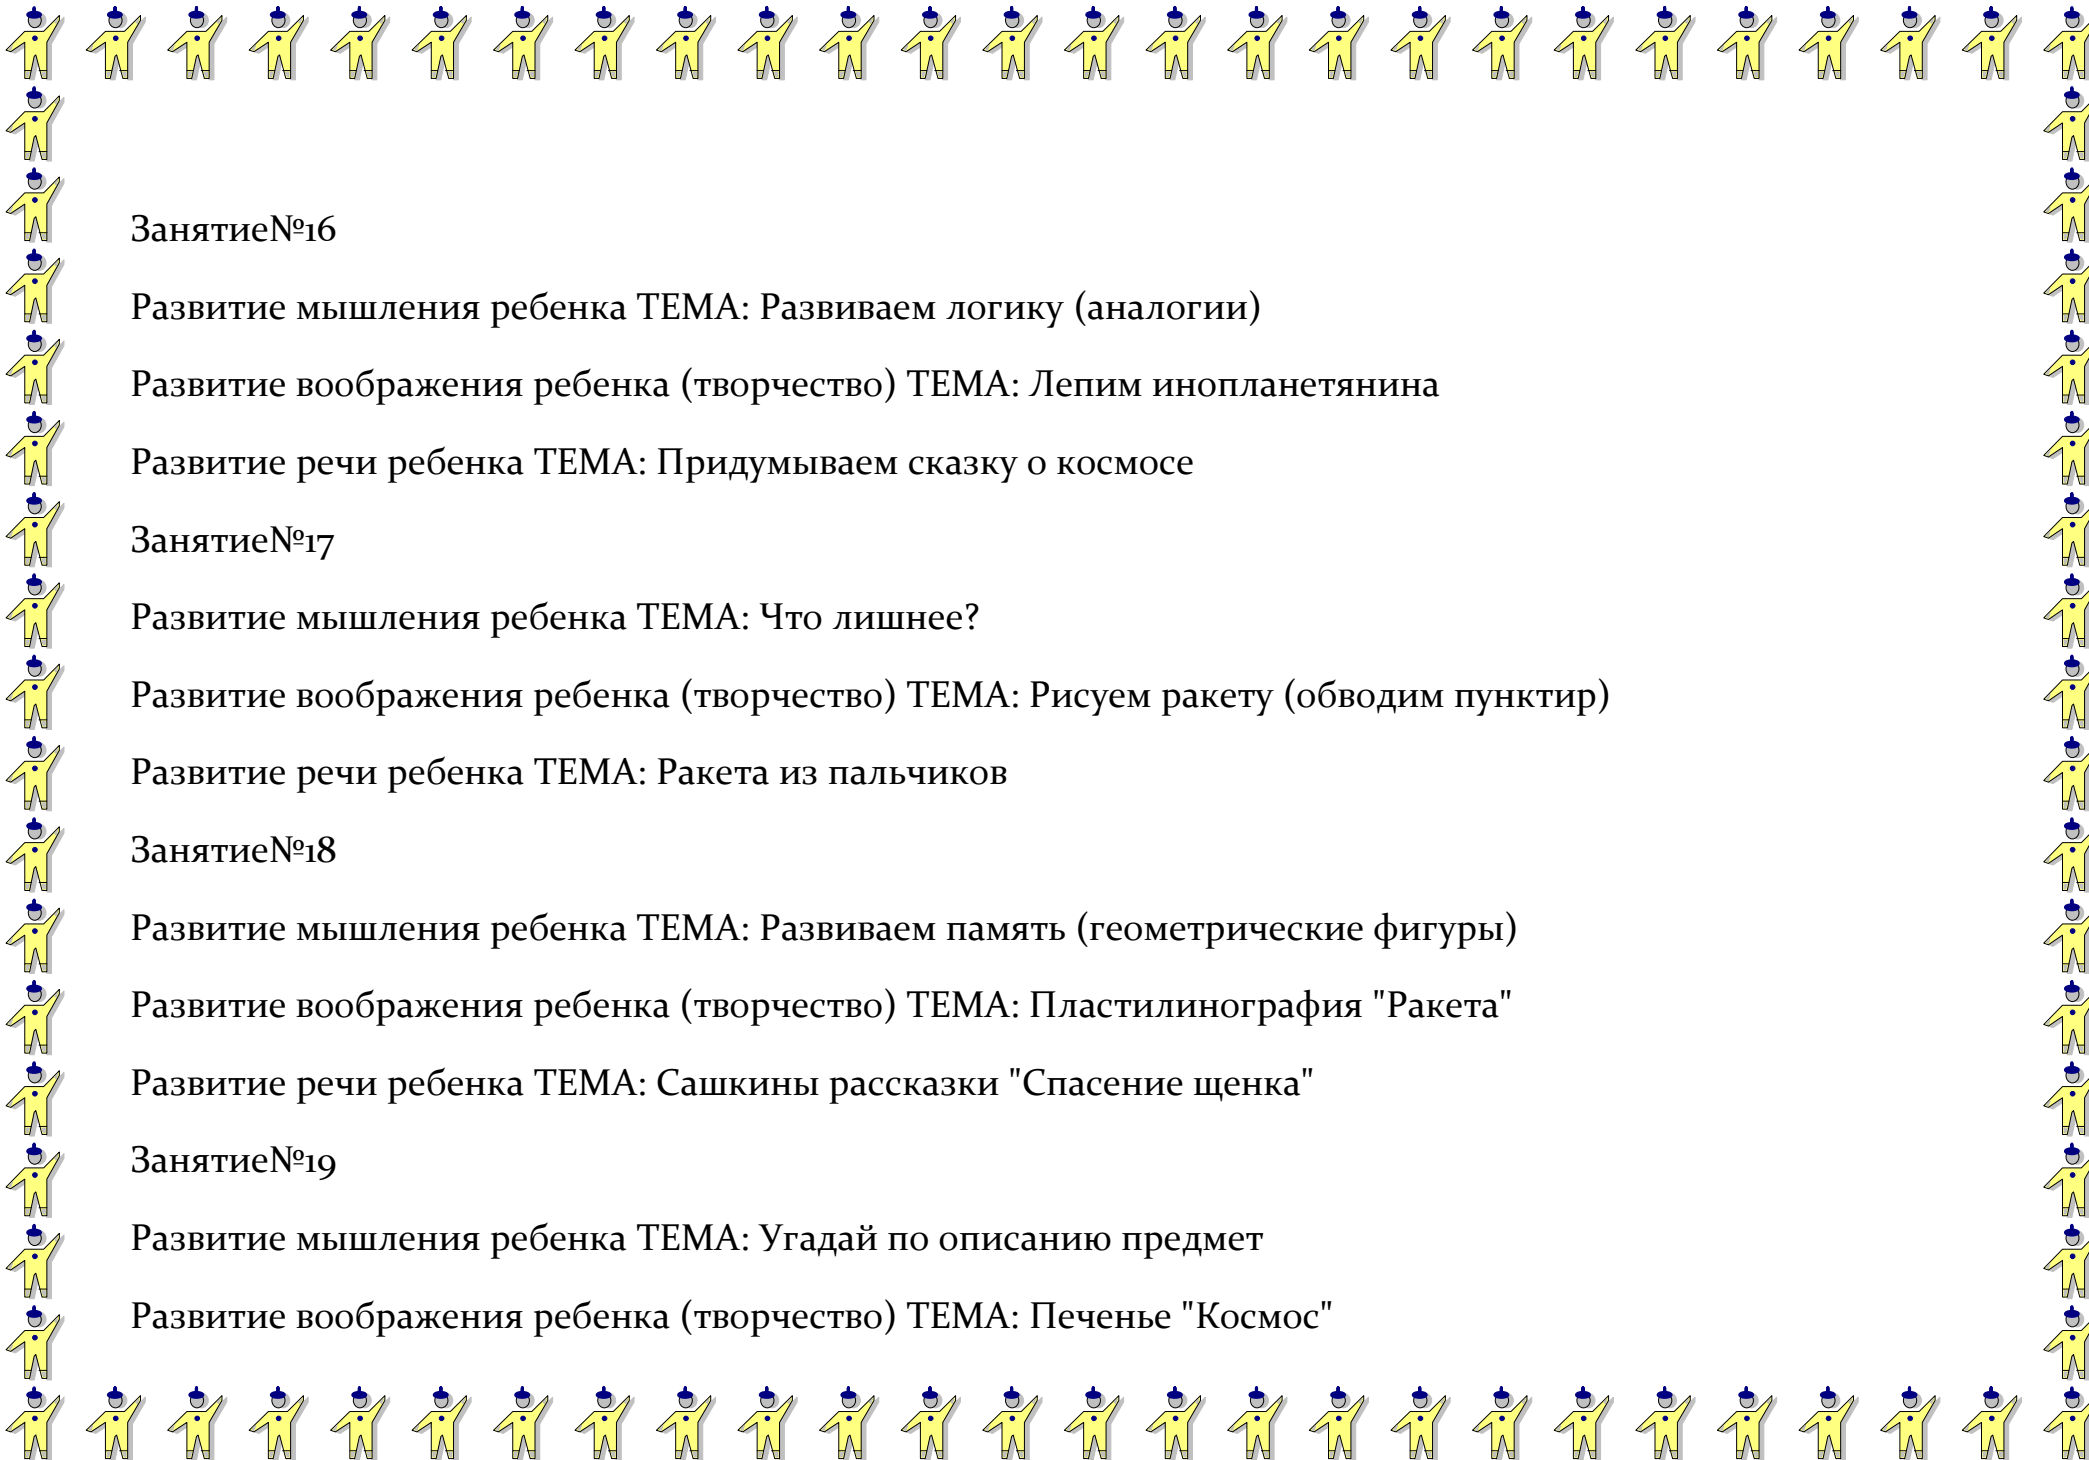 Занятие№16
Развитие мышления ребенка ТЕМА: Развиваем логику (аналогии)
Развитие воображения ребенка (творчество) ТЕМА: Лепим инопланетянина
Развитие речи ребенка ТЕМА: Придумываем сказку о космосе
Занятие№17
Развитие мышления ребенка ТЕМА: Что лишнее?
Развитие воображения ребенка (творчество) ТЕМА: Рисуем ракету (обводим пунктир)
Развитие речи ребенка ТЕМА: Ракета из пальчиков
Занятие№18
Развитие мышления ребенка ТЕМА: Развиваем память (геометрические фигуры)
Развитие воображения ребенка (творчество) ТЕМА: Пластилинография "Ракета"
Развитие речи ребенка ТЕМА: Сашкины рассказки "Спасение щенка"
Занятие№19
Развитие мышления ребенка ТЕМА: Угадай по описанию предмет
Развитие воображения ребенка (творчество) ТЕМА: Печенье "Космос"